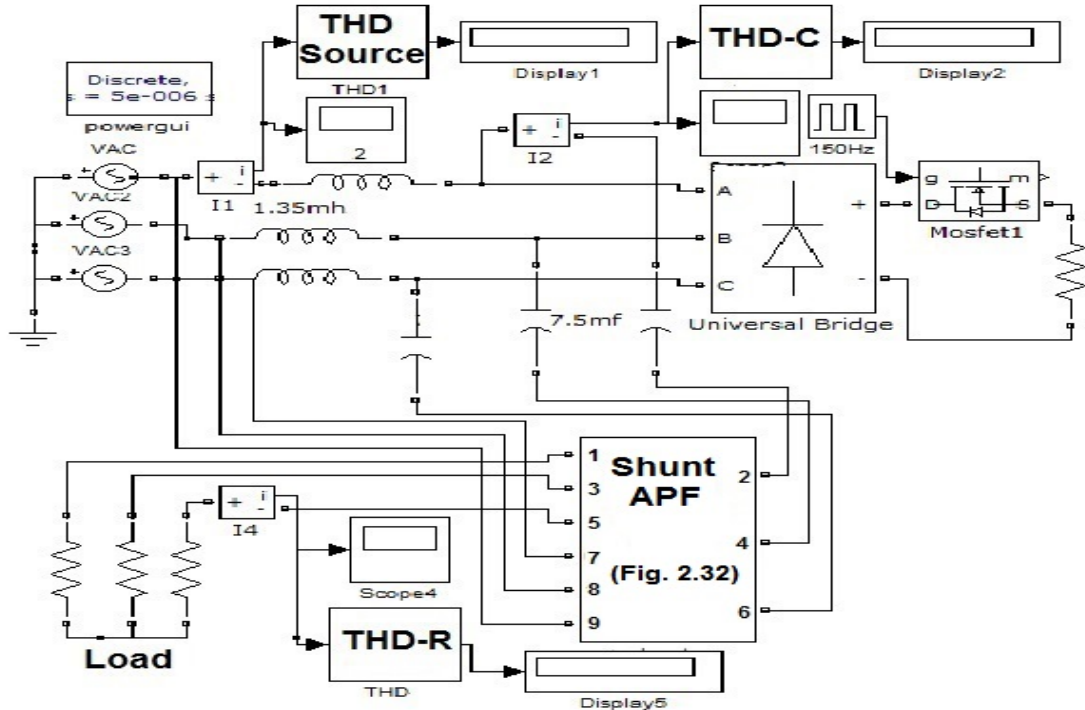 THD
Source
Display1
THD-C
Display2
Discrete,
s = 5e-006 s
powergui
THD1
2
+
i
-
I2
150Hz
VAC
+
i
-
I1
1.35mh
VAC2
VAC3
A
B
C
+
-
Universal Bridge
g
m
D
S
Mosfet1
7.5mf
1
3
5
7
8
9
Shunt
APF
(Fig. 2.32)
2
4
6
+
i
-
I4
Scope4
Load
THD-R
THD
Display5